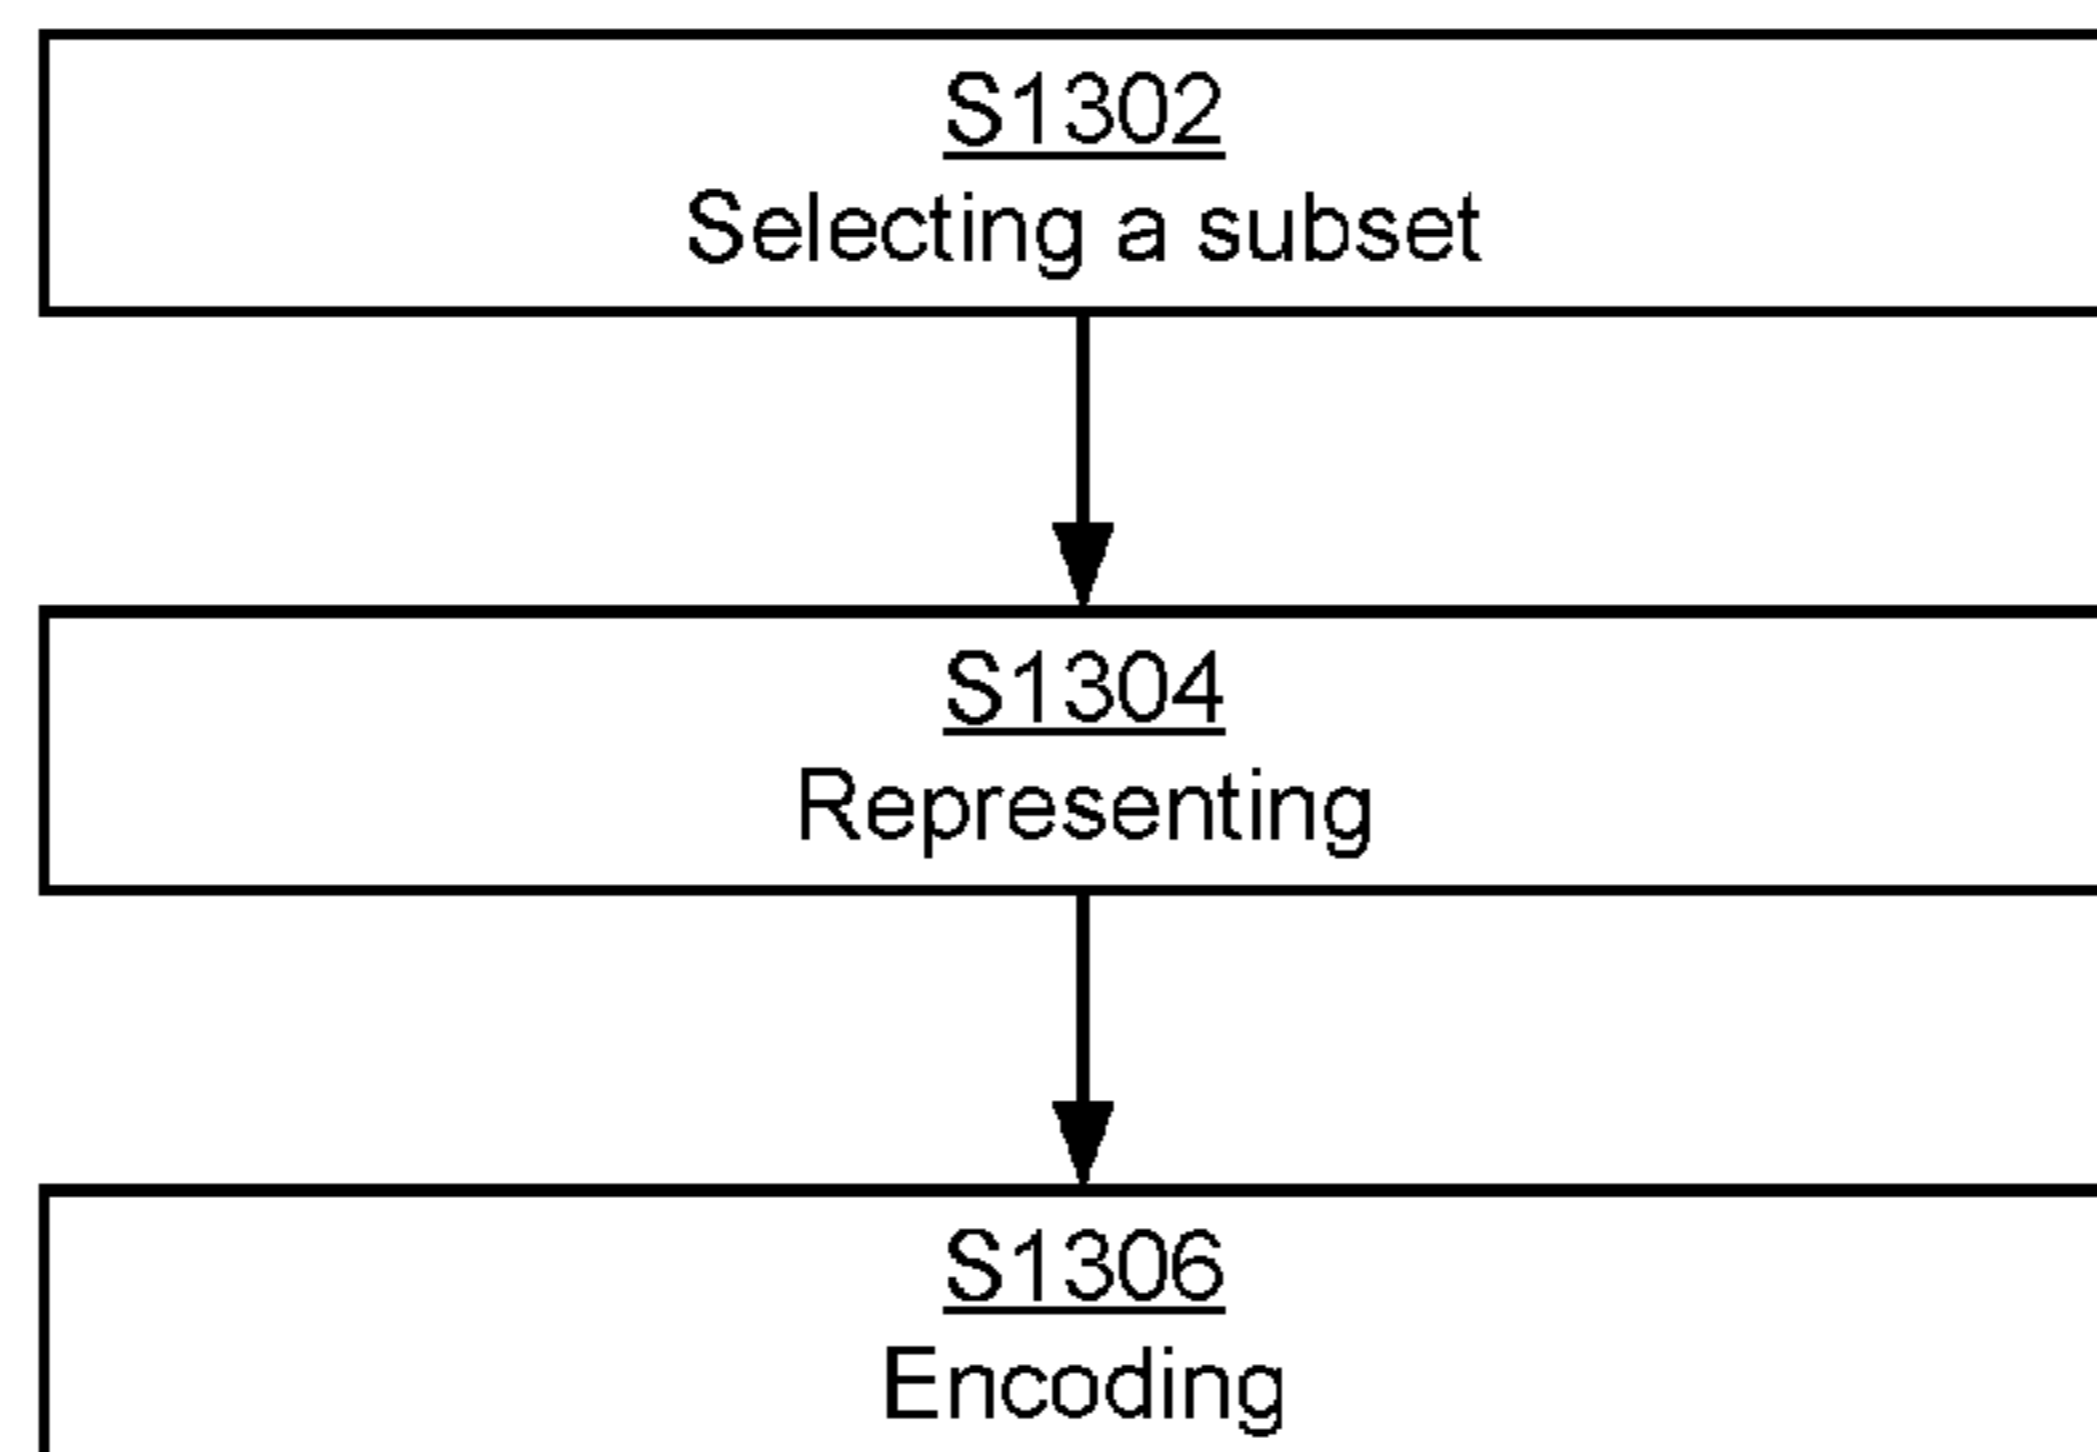 S1302
Selecting a subset
S1304
Representing
S1306
Encoding